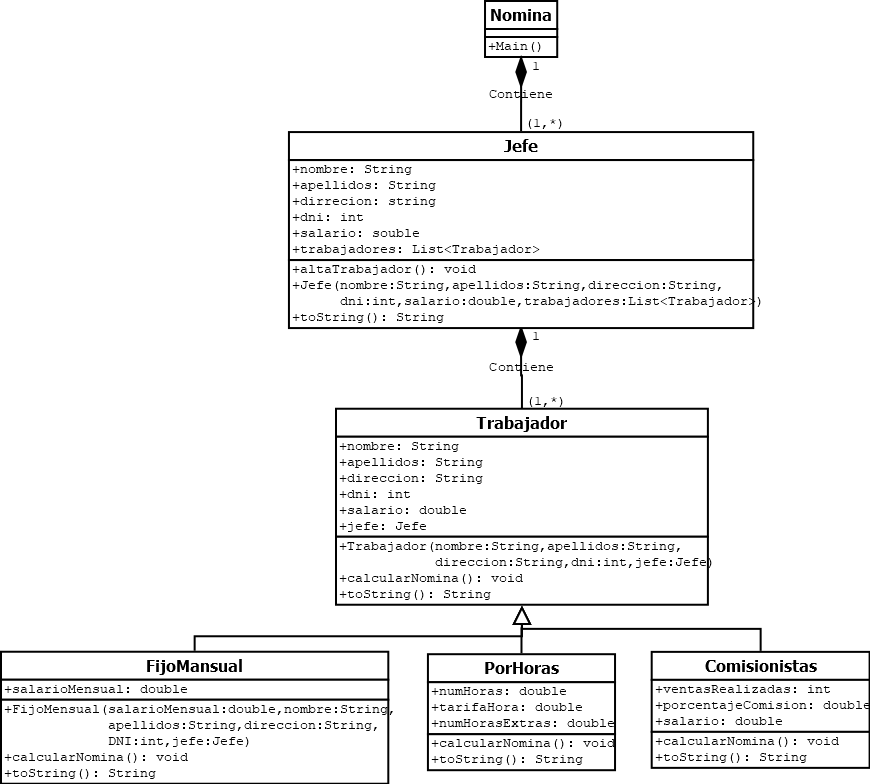 Nomina
+Main()
1
Contiene
(1,*)
Jefe
+nombre: String
+apellidos: String
+dirrecion: string
+dni: int
+salario: souble
+trabajadores: List<Trabajador>
+altaTrabajador(): void
+Jefe(nombre:String,apellidos:String,direccion:String,
dni:int,salario:double,trabajadores:List<Trabajador>)
+toString(): String
1
Contiene
(1,*)
Trabajador
+nombre: String
+apellidos: String
+direccion: String
+dni: int
+salario: double
+jefe: Jefe
+Trabajador(nombre:String,apellidos:String,
direccion:String,dni:int,jefe:Jefe)
+calcularNomina(): void
+toString(): String
FijoMansual
+salarioMensual: double
+FijoMensual(salarioMensual:double,nombre:String,
apellidos:String,direccion:String,
DNI:int,jefe:Jefe)
+calcularNomina(): void
+toString(): String
PorHoras
+numHoras: double
+tarifaHora: double
+numHorasExtras: double
+calcularNomina(): void
+toString(): String
Comisionistas
+ventasRealizadas: int
+porcentajeComision: double
+salario: double
+calcularNomina(): void
+toString(): String